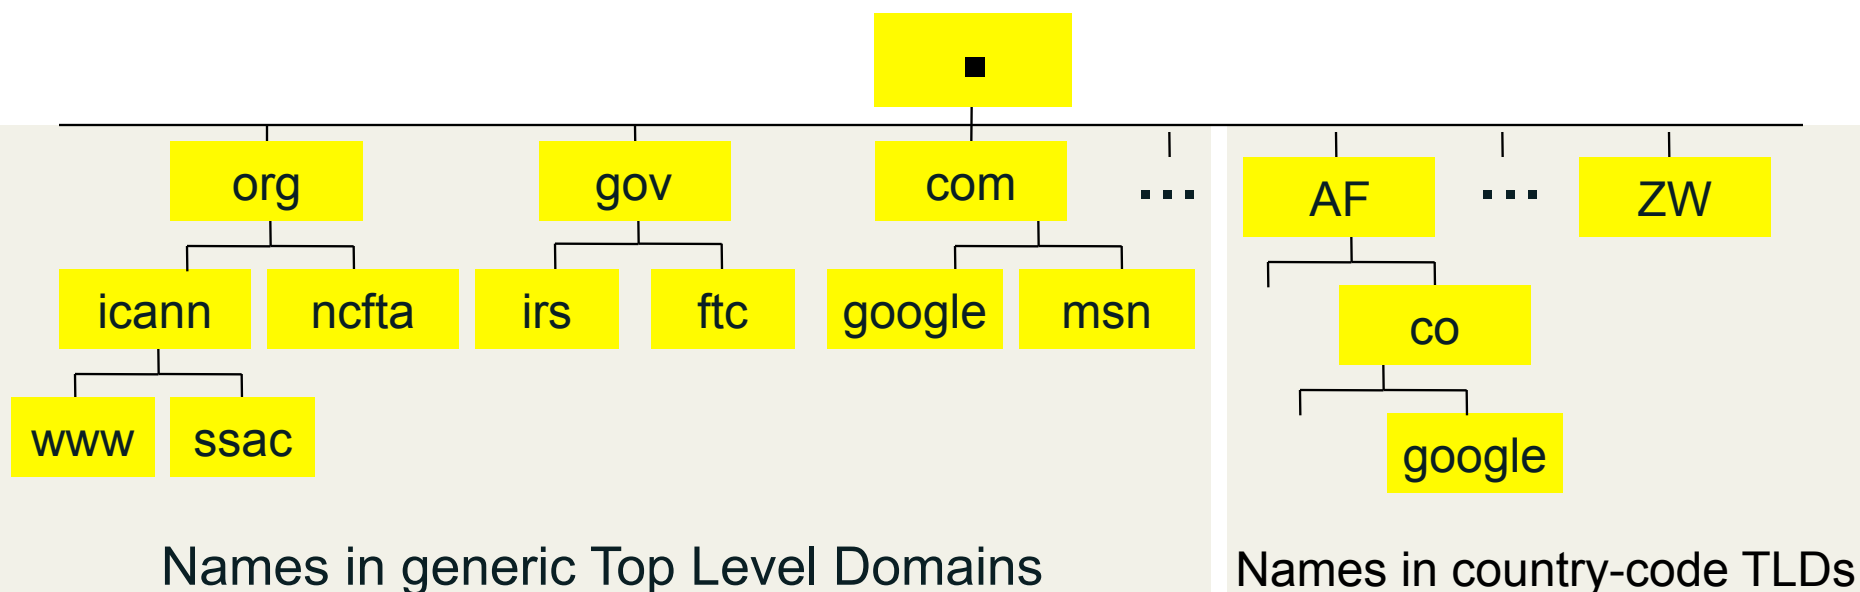 .
org gov com ... AF ... ZW
icann ncfta irs ftc google msn co
www ssac google
Names in generic Top Level Domains Names in country-code TLDs